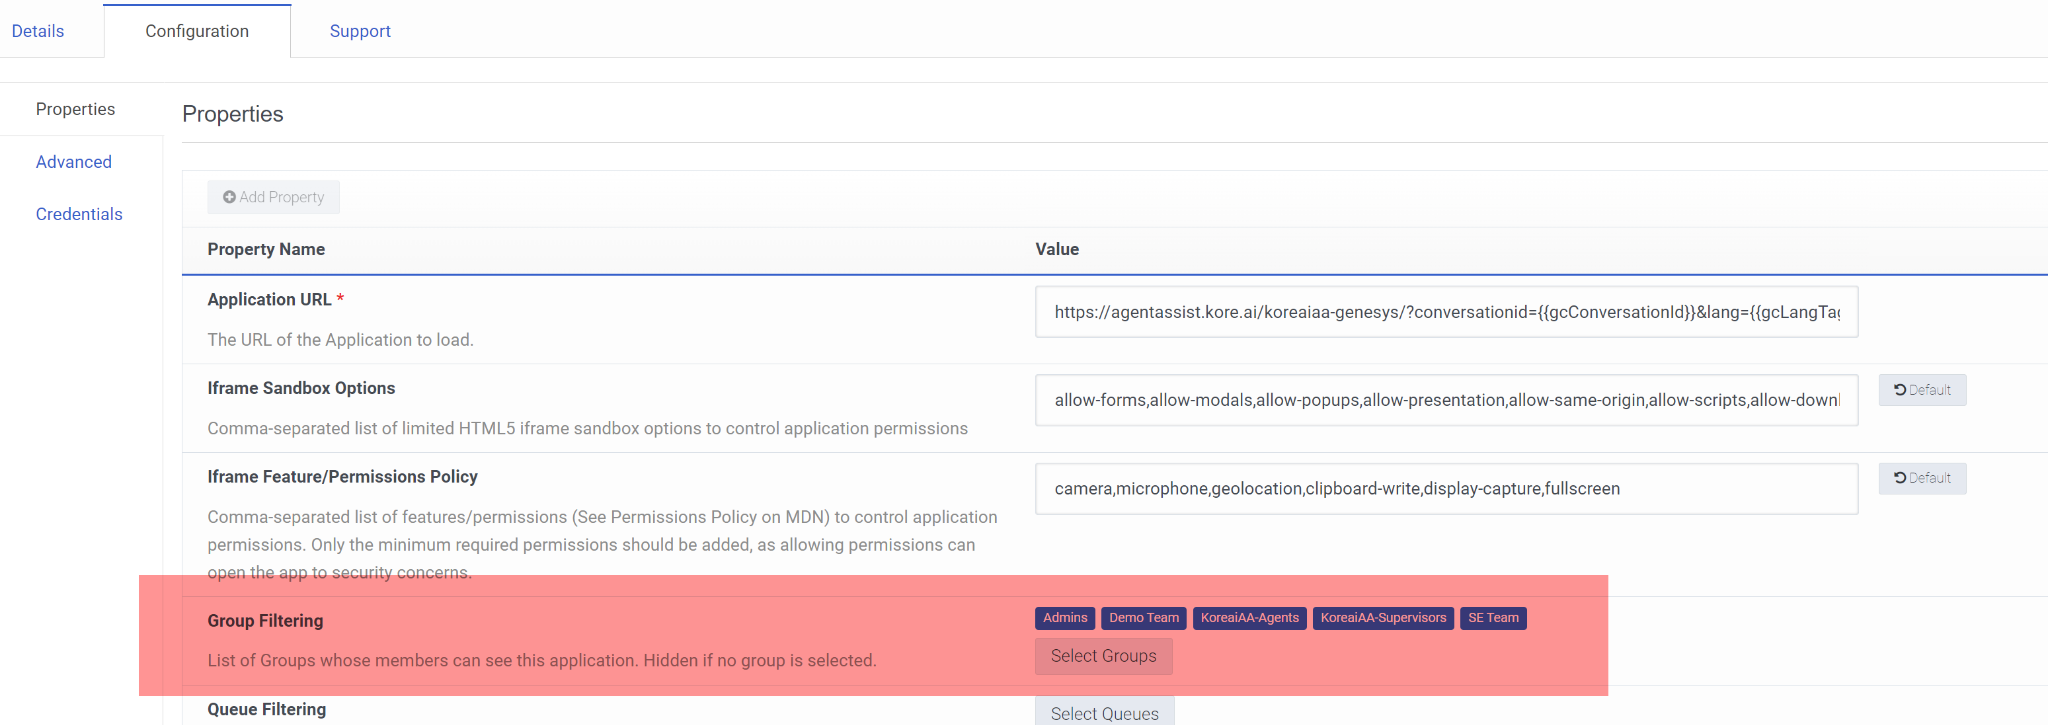 Details
Configuration
Support
Properties
Advanced
Credentials
Properties
Add Property
Property Name
Value
Application URL *
The URL of the Application to load.
https://agentassist.kore.ai/koreaiaa-genesys/?conversationid={{gcConversationId}}&lang={{gcLangTag
Iframe Sandbox Options
Comma-separated list of limited HTML5 iframe sandbox options to control application permissions
allow-forms,allow-modals,allow-popups,allow-presentation,allow-same-origin,allow-scripts,allow-downl
Default
Iframe Feature/Permissions Policy
Comma-separated list of features/permissions (See Permissions Policy on MDN) to control application
permissions. Only the minimum required permissions should be added, as allowing permissions can
open the app to security concerns.
camera,microphone,geolocation,clipboard-write,display-capture,fullscreen
Default
Group Filtering
List of Groups whose members can see this application. Hidden if no group is selected.
Admins Demo Team KoreaiAA-Agents KoreaiAA-Supervisors SE Team
Select Groups
Queue Filtering
Select Queues